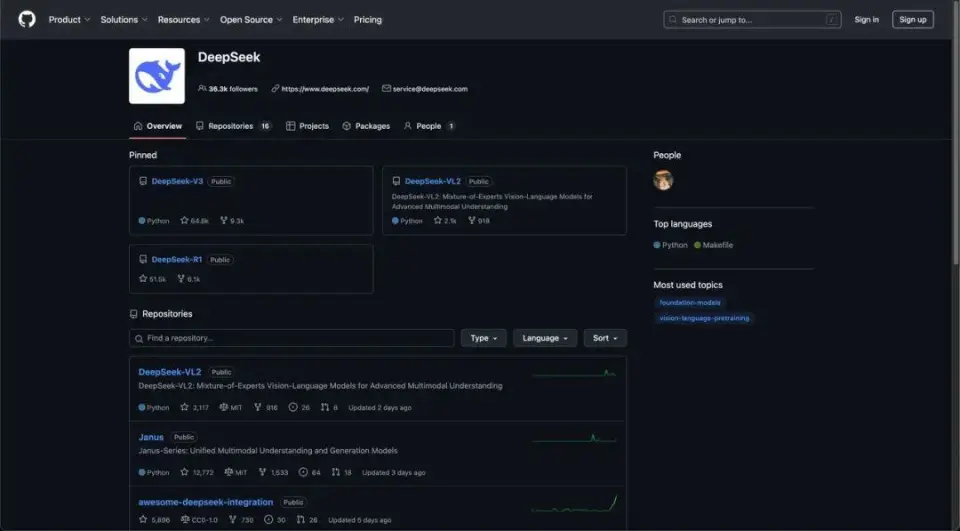 Product Solutions Resources Open Source Enterprise Pricing Search or jump to... / Sign in Sign up
DeepSeek
36.3k followers https://www.deepseek.com/ service@deepseek.com
Overview Repositories 16 Projects Packages People 1
Pinned
DeepSeek-V3 Public
Python 64.8k 9.3k
DeepSeek-VL2 Public
DeepSeek-VL2: Mixture-of-Experts Vision-Language Models for
Advanced Multimodal Understanding
Python 2.1k 916
DeepSeek-R1 Public
51.5k 6.1k
People
Top languages
Python Makefile
Most used topics
foundation-models
vision-language-pretraining
Repositories
Find a repository... Type Language Sort
DeepSeek-VL2 Public
DeepSeek-VL2: Mixture-of-Experts Vision-Language Models for Advanced Multimodal Understanding
Python 2,117 MIT 916 26 8 Updated 2 days ago
Janus Public
Janus-Series: Unified Multimodal Understanding and Generation Models
Python 12,772 MIT 1,533 64 18 Updated 3 days ago
awesome-deepseek-integration Public
5,896 CC0-1.0 730 30 26 Updated 5 days ago